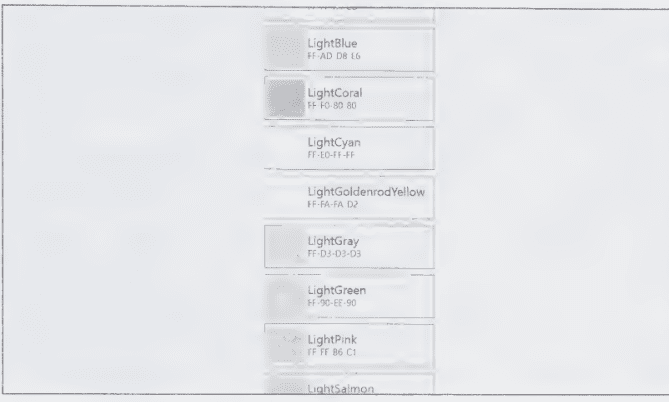 LightBlue
FF-AD-D8-E6
LightCoral
FF-F0-80-80
LightCyan
FF-E0-FF-FF
LightGoldenrodYellow
FF-FA-FA-D2
LightGray
FF-D3-D3-D3
LightGreen
FF-90-EE-90
LightPink
FF-FF-B6-C1
LightSalmon